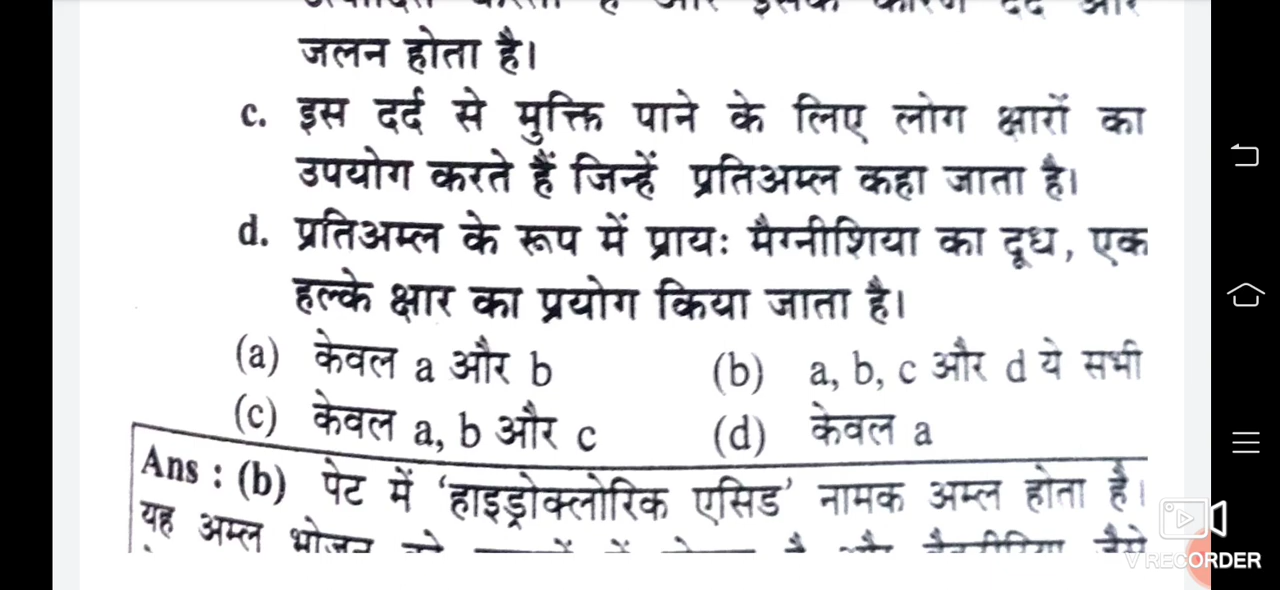 जलन होता है।
c. इस दर्द से मुक्ति पाने के लिए लोग क्षारों का
उपयोग करते हैं जिन्हें प्रतिअम्ल कहा जाता है।
d. प्रतिअम्ल के रूप में प्रायः मैग्नीशिया का दूध, एक
हल्के क्षार का प्रयोग किया जाता है।
(a) केवल a और b (b) a, b, c और d ये सभी
(c) केवल a, b और c (d) केवल a
Ans : (b) पेट में ‘हाइड्रोक्लोरिक एसिड’ नामक अम्ल होता है।
यह अम्ल भोजन
V RECORDER